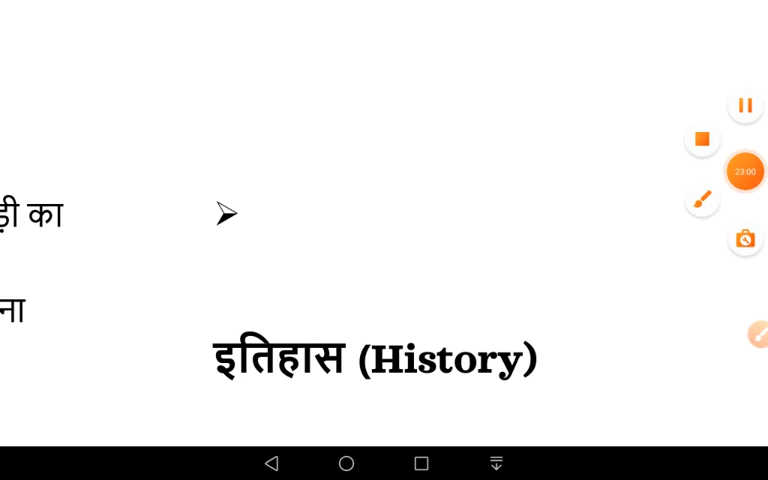 23:00
ड़ी का
➢
ना
इतिहास (History)